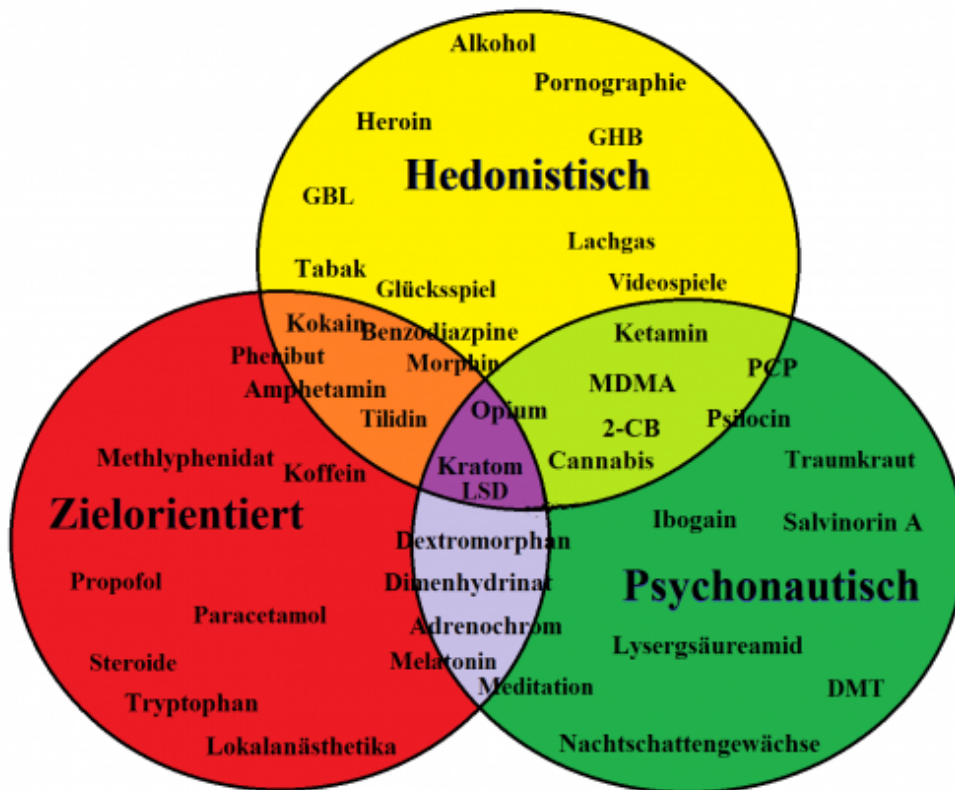 Alkohol
Pornographie
Heroin
GHB
Hedonistisch
GBL
Lachgas
Tabak
Videospiele
Glücksspiel
Kokain
Benzodiazpine
Ketamin
Phenibut
Morphin
PCP
Amphetamin
MDMA
Opium
Tilidin
2-CB
Psilocin
Methlyphenidat
Kratom
Cannabis
Traumkraut
Koffein
LSD
Zielorientiert
Ibogain
Salvinorin A
Dextromorphan
Propofol
Dimenhydrinat
Psychonautisch
Paracetamol
Adrenochrom
Lysergsäureamid
Steroide
Melatonin
Meditation
DMT
Tryptophan
Lokalanästhetika
Nachtschattengewächse